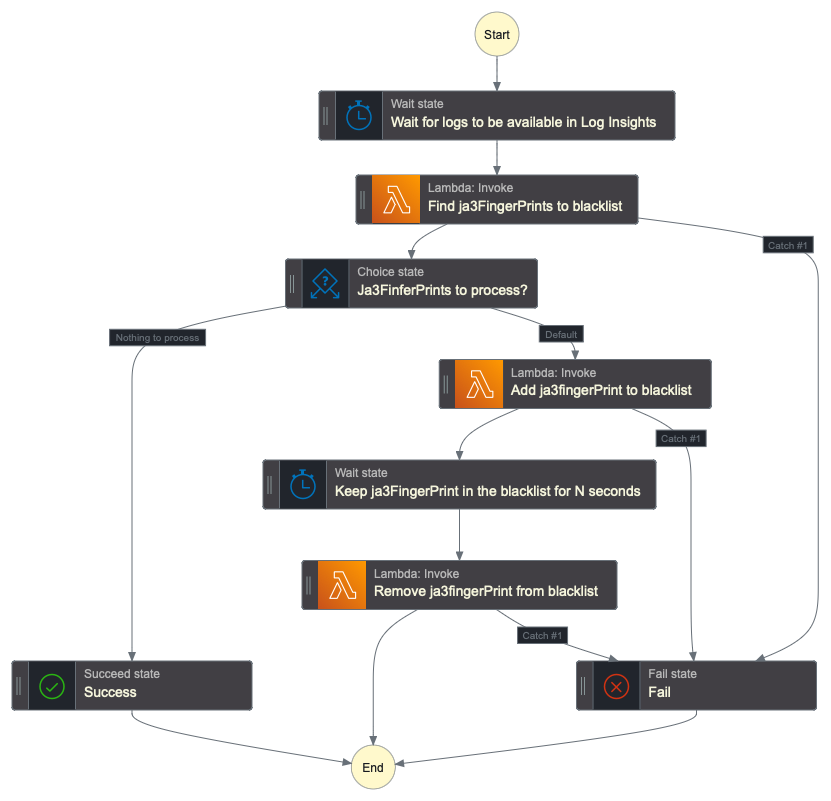 Start
Wait state
Wait for logs to be available in Log Insights
Lambda: Invoke
Find ja3FingerPrints to blacklist
Catch #1
Choice state
Ja3FinferPrints to process?
Nothing to process
Default
Lambda: Invoke
Add ja3fingerPrint to blacklist
Catch #1
Wait state
Keep ja3FingerPrint in the blacklist for N seconds
Lambda: Invoke
Remove ja3fingerPrint from blacklist
Catch #1
Succeed state
Success
Fail state
Fail
End